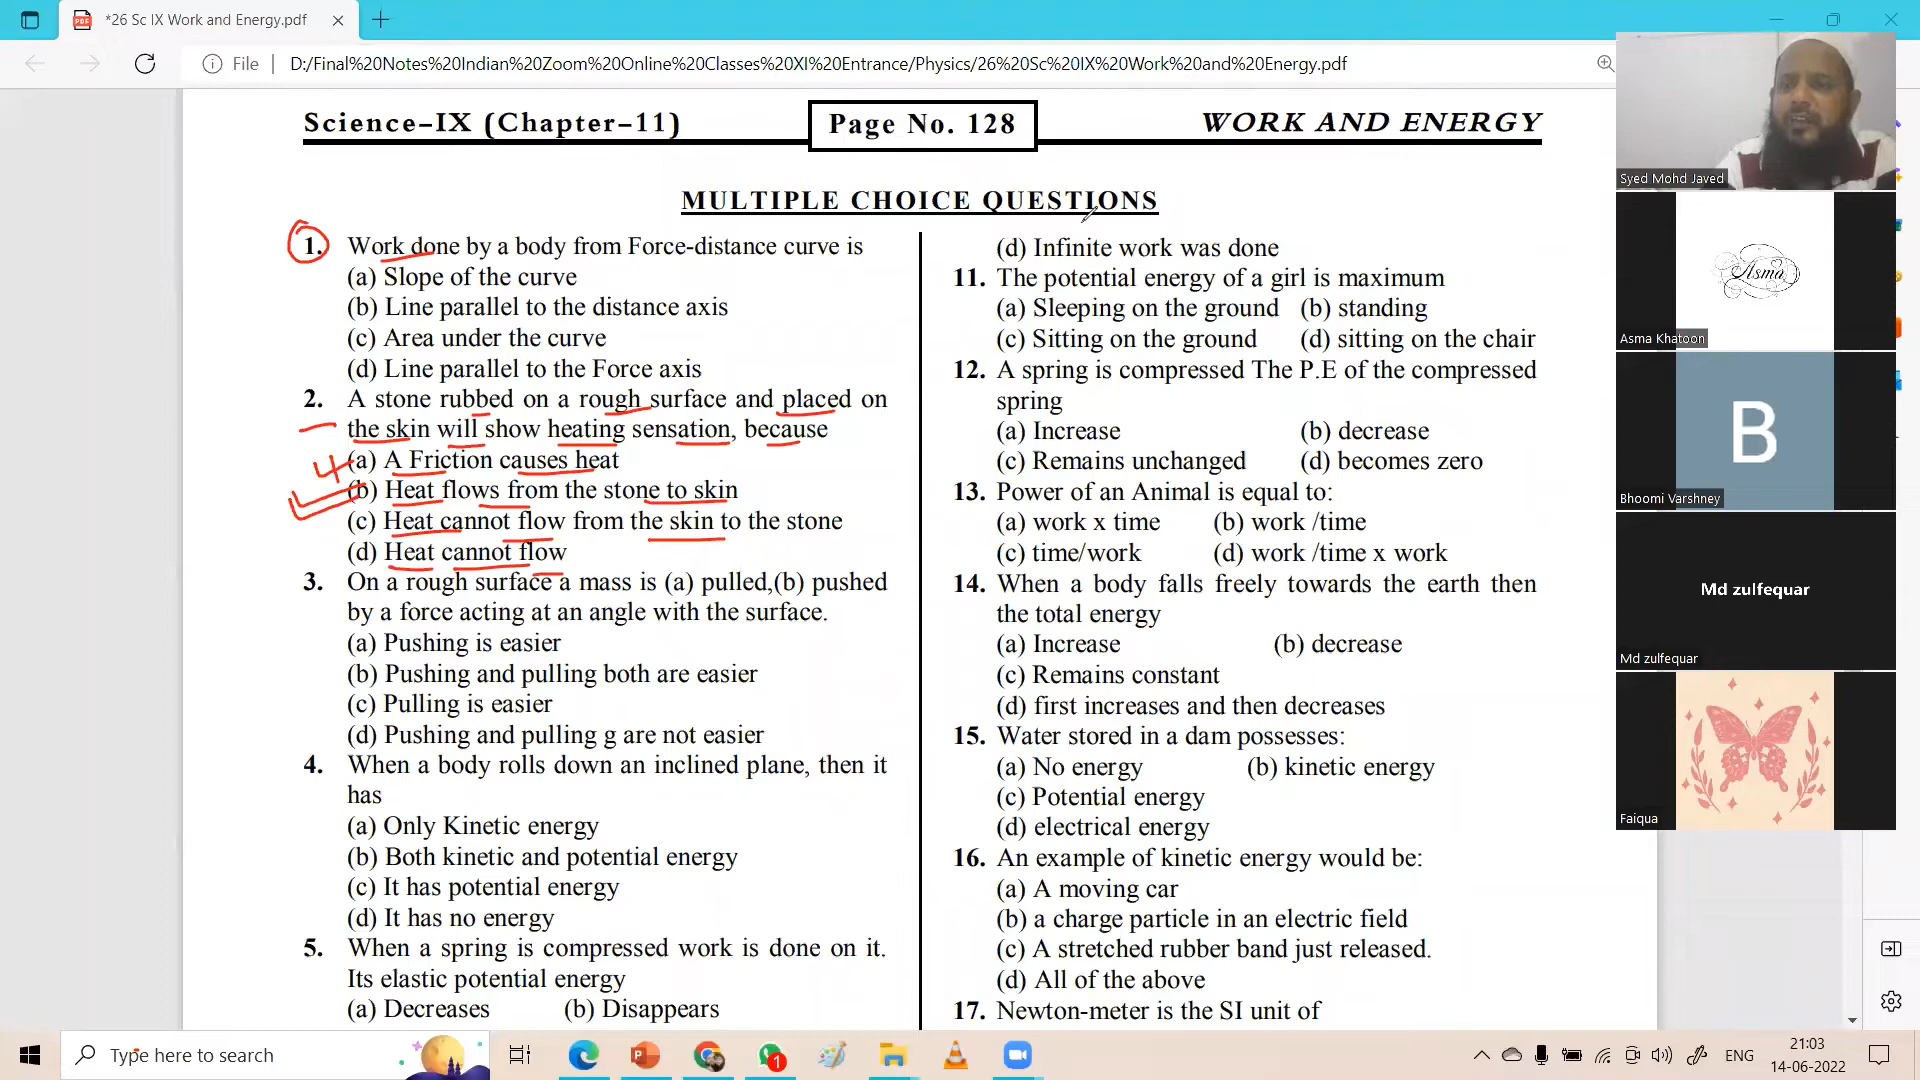 *26 Sc IX Work and Energy.pdf
File
D:/Final%20Notes%20Indian%20Zoom%20Online%20Classes%20XI%20Entrance/Physics/26%20Sc%20IX%20Work%20and%20Energy.pdf
Science-IX (Chapter-11)
Page No. 128
WORK AND ENERGY
MULTIPLE CHOICE QUESTIONS
1. Work done by a body from Force-distance curve is
(a) Slope of the curve
(b) Line parallel to the distance axis
(c) Area under the curve
(d) Line parallel to the Force axis
2. A stone rubbed on a rough surface and placed on
the skin will show heating sensation, because
4
(a) A Friction causes heat
(b) Heat flows from the stone to skin
(c) Heat cannot flow from the skin to the stone
(d) Heat cannot flow
3. On a rough surface a mass is (a) pulled,(b) pushed
by a force acting at an angle with the surface.
(a) Pushing is easier
(b) Pushing and pulling both are easier
(c) Pulling is easier
(d) Pushing and pulling g are not easier
4. When a body rolls down an inclined plane, then it
has
(a) Only Kinetic energy
(b) Both kinetic and potential energy
(c) It has potential energy
(d) It has no energy
5. When a spring is compressed work is done on it.
Its elastic potential energy
(a) Decreases (b) Disappears
(d) Infinite work was done
11. The potential energy of a girl is maximum
(a) Sleeping on the ground (b) standing
(c) Sitting on the ground (d) sitting on the chair
12. A spring is compressed The P.E of the compressed
spring
(a) Increase (b) decrease
(c) Remains unchanged (d) becomes zero
13. Power of an Animal is equal to:
(a) work x time (b) work /time
(c) time/work (d) work /time x work
14. When a body falls freely towards the earth then
the total energy
(a) Increase (b) decrease
(c) Remains constant
(d) first increases and then decreases
15. Water stored in a dam possesses:
(a) No energy (b) kinetic energy
(c) Potential energy
(d) electrical energy
16. An example of kinetic energy would be:
(a) A moving car
(b) a charge particle in an electric field
(c) A stretched rubber band just released.
(d) All of the above
17. Newton-meter is the SI unit of
Syed Mohd Javed
Asma
Asma Khatoon
B
Bhoomi Varshney
Md zulfequar
Md zulfequar
Faiqua
Type here to search
1
ENG
21:03
14-06-2022